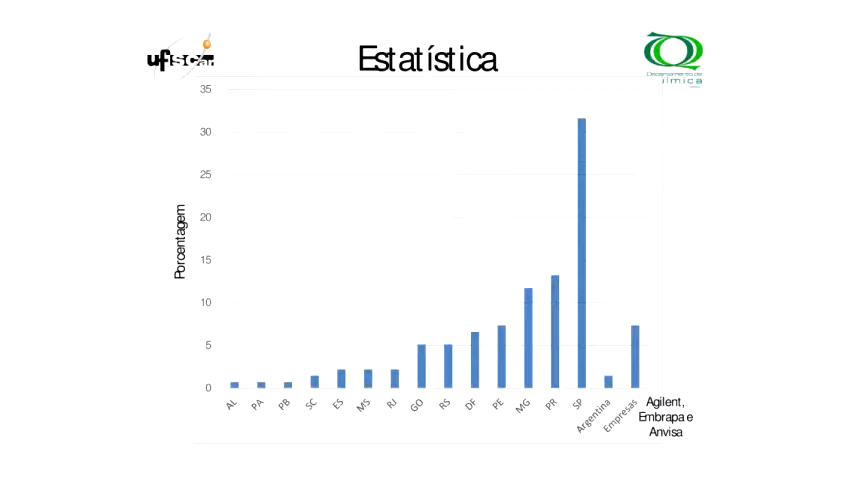 ufscar
Estatística
Departamento de
química
35
30
25
20
15
10
5
0
Porcentagem
AL
PA
PB
SC
ES
MS
RJ
GO
RS
DF
PE
MG
PR
SP
Argentina
Empresas
Agilent,
Embrapa e
Anvisa